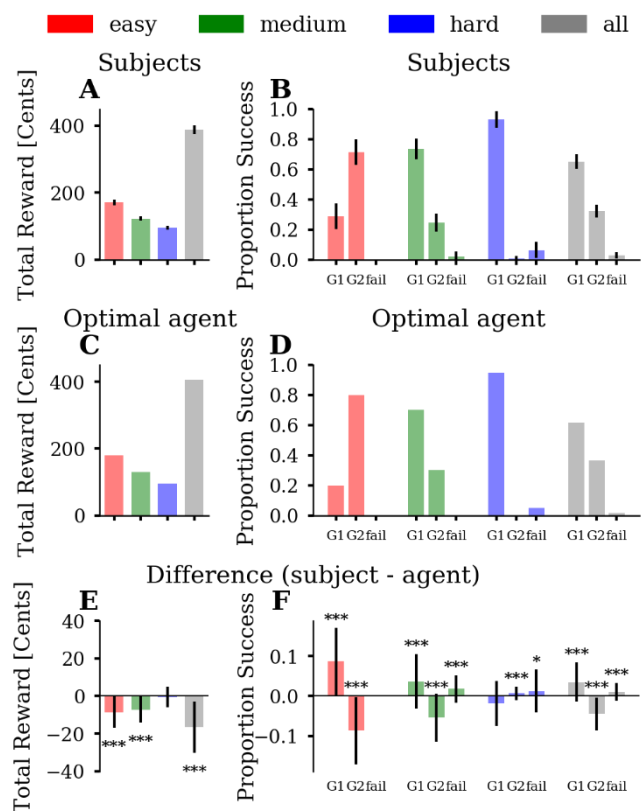 easy medium hard all
Subjects Subjects
A B
Total Reward [Cents]
400
200
0
Proportion Success
1.0
0.8
0.6
0.4
0.2
0.0
G1 G2 fail G1 G2 fail G1 G2 fail G1 G2 fail
Optimal agent Optimal agent
C D
Total Reward [Cents]
400
200
0
Proportion Success
1.0
0.8
0.6
0.4
0.2
0.0
G1 G2 fail G1 G2 fail G1 G2 fail G1 G2 fail
Difference (subject - agent)
E F
Total Reward [Cents]
40
20
0
−20
−40
*** *** ***
Proportion Success
0.1
0.0
−0.1
*** *** *** *** *** *** * *** *** ***
G1 G2 fail G1 G2 fail G1 G2 fail G1 G2 fail